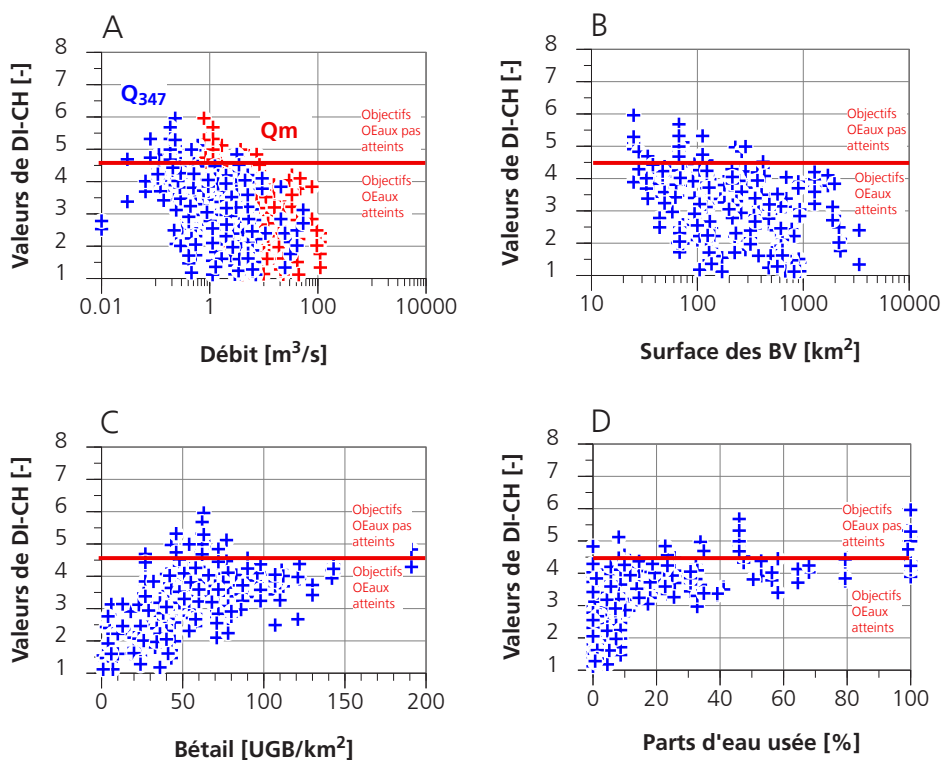 A
Valeurs de DI-CH [-]
8
7
6
5
4
3
2
1
Q347
Qm
Objectifs
OEaux pas
atteints
Objectifs
OEaux
atteints
0.01
1
100
10000
Débit [m³/s]
B
Valeurs de DI-CH [-]
8
7
6
5
4
3
2
1
Objectifs
OEaux pas
atteints
Objectifs
OEaux
atteints
10
100
1000
10000
Surface des BV [km²]
C
Valeurs de DI-CH [-]
8
7
6
5
4
3
2
1
Objectifs
OEaux pas
atteints
Objectifs
OEaux
atteints
0
50
100
150
200
Bétail [UGB/km²]
D
Valeurs de DI-CH [-]
8
7
6
5
4
3
2
1
Objectifs
OEaux pas
atteints
Objectifs
OEaux
atteints
0
20
40
60
80
100
Parts d'eau usée [%]